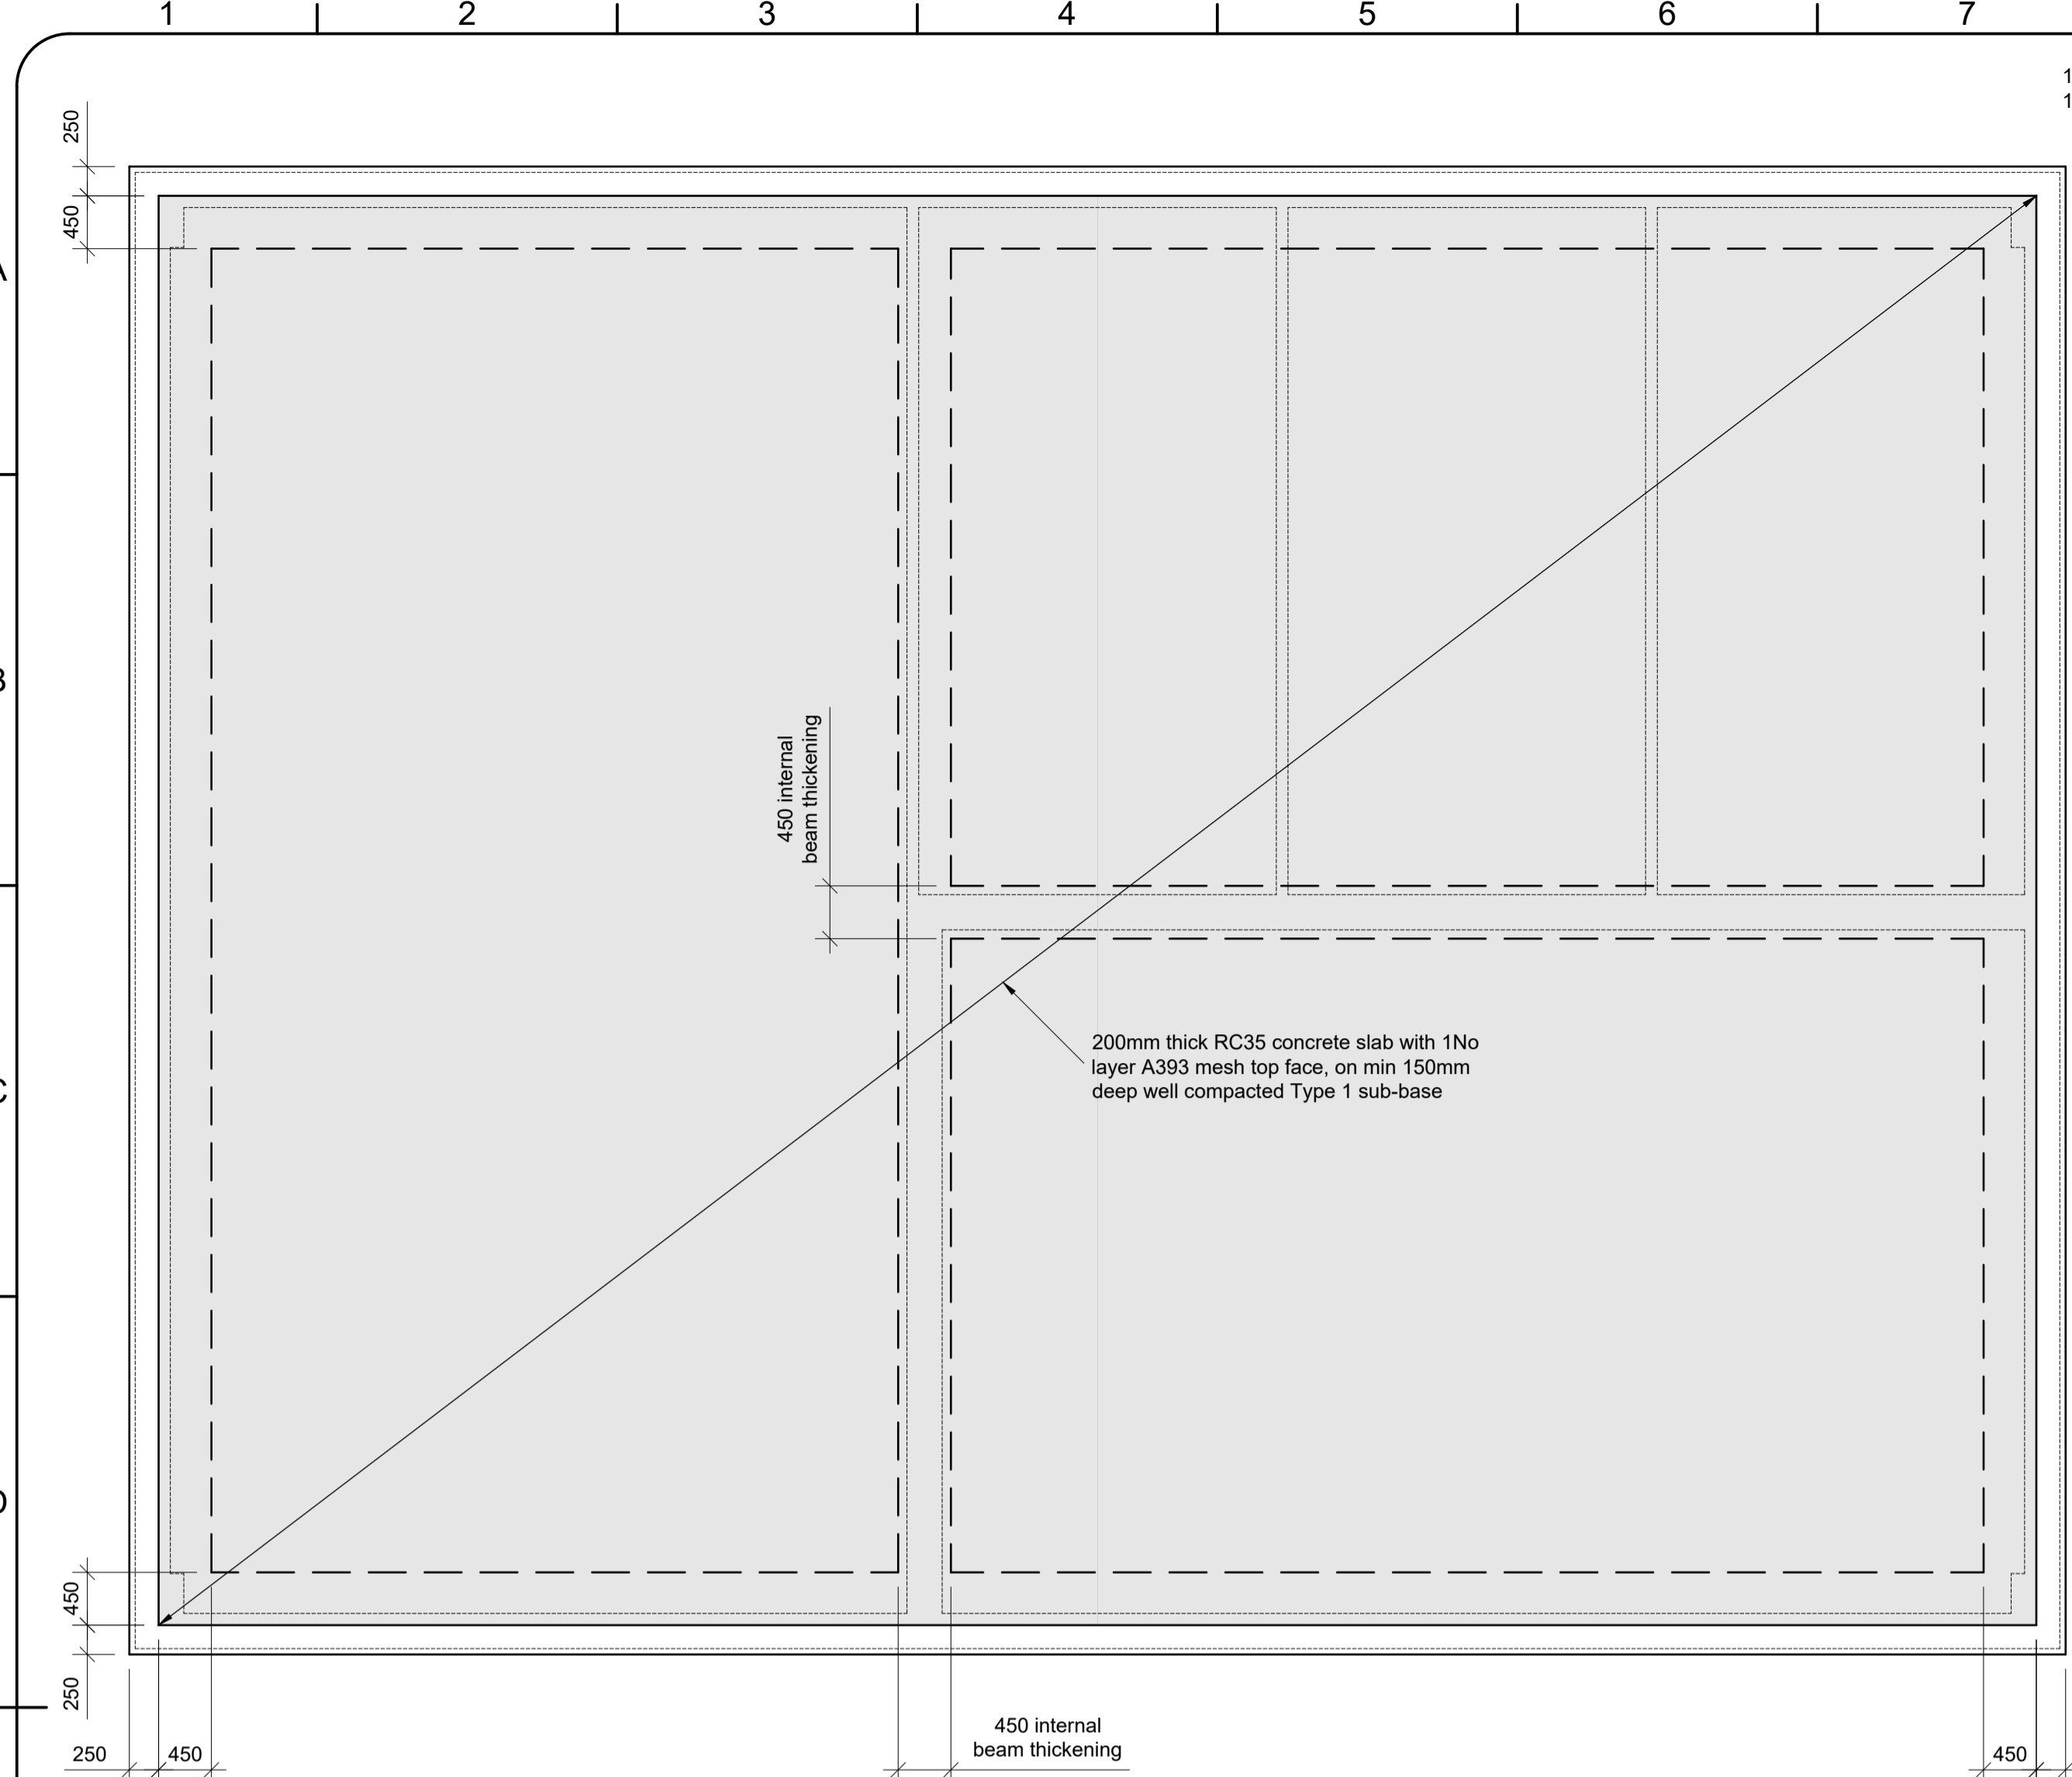 1 2 3 4 5 6 7
1
1
250
450
A
B
450 internal
beam thickening
200mm thick RC35 concrete slab with 1No
layer A393 mesh top face, on min 150mm
deep well compacted Type 1 sub-base
C
D
450
250
450 internal
beam thickening
250 450 450